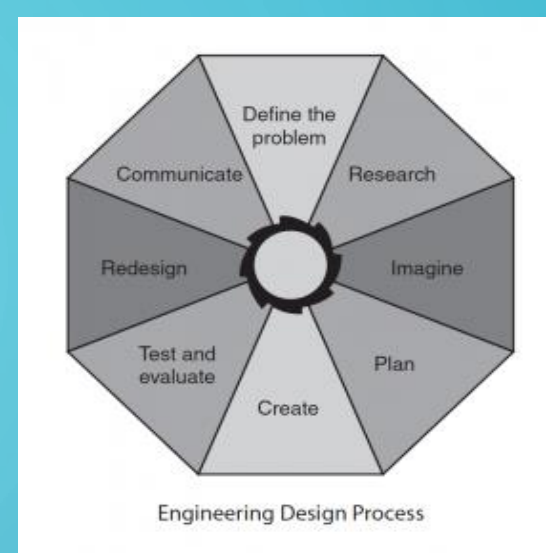 Define the
problem
Research
Imagine
Plan
Create
Test and
evaluate
Redesign
Communicate
Engineering Design Process